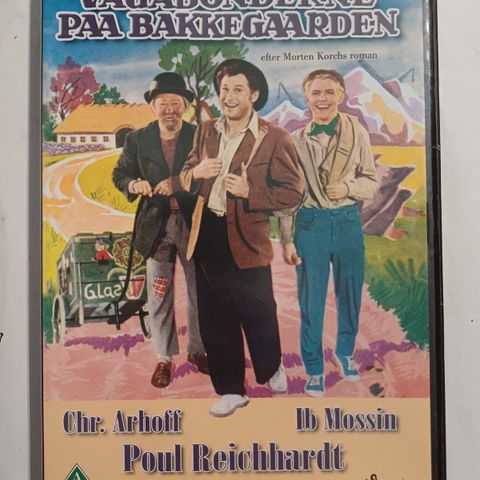 VAGABONDERNE
PAA BAKKEGAARDEN
efter Morten Korchs roman
Glas
Chr. Arhoff
Ib Mossin
Poul Reichhardt
A